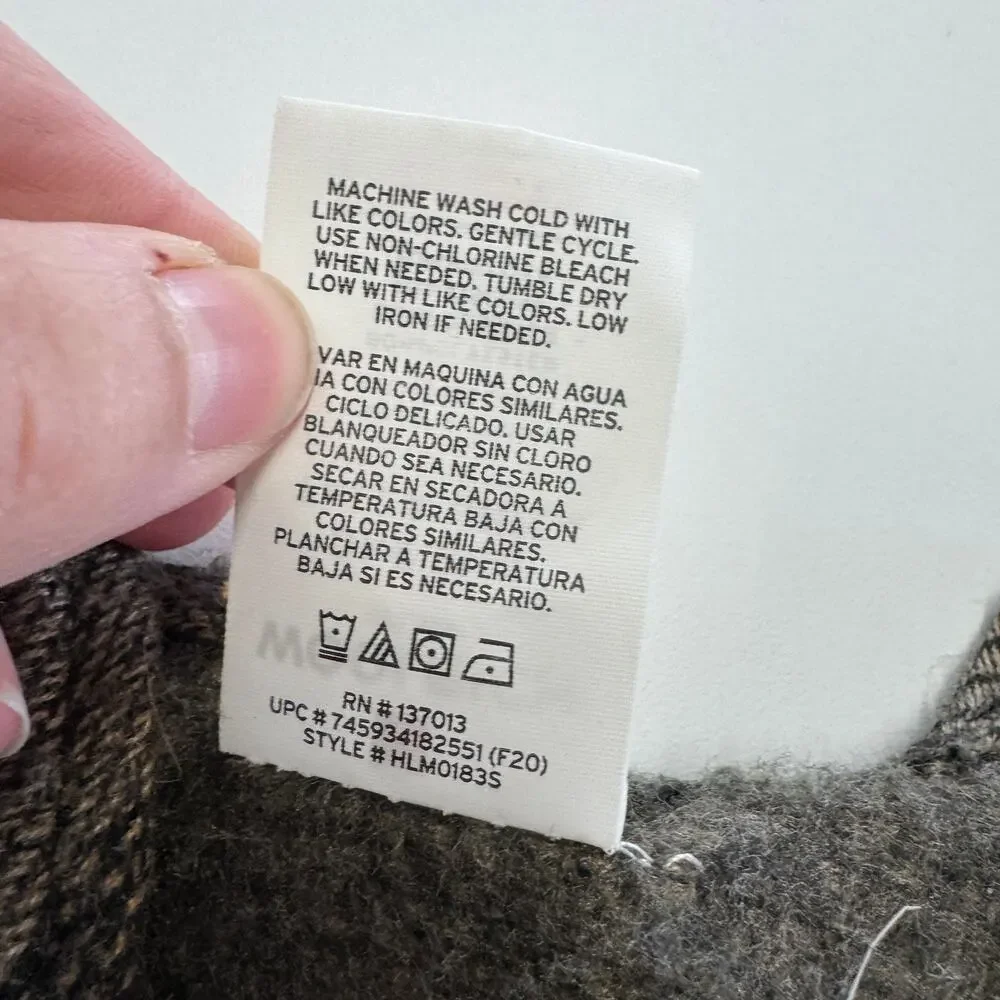 MACHINE WASH COLD WITH
LIKE COLORS. GENTLE CYCLE.
USE NON-CHLORINE BLEACH
WHEN NEEDED. TUMBLE DRY
LOW WITH LIKE COLORS. LOW
IRON IF NEEDED.
VAR EN MAQUINA CON AGUA
IA CON COLORES SIMILARES.
CICLO DELICADO. USAR
BLANQUEADOR SIN CLORO
CUANDO SEA NECESARIO.
SECAR EN SECADORA A
TEMPERATURA BAJA CON
COLORES SIMILARES.
PLANCHAR A TEMPERATURA
BAJA SI ES NECESARIO.
RN # 137013
UPC # 745934182551 (F20)
STYLE # HLM0183S